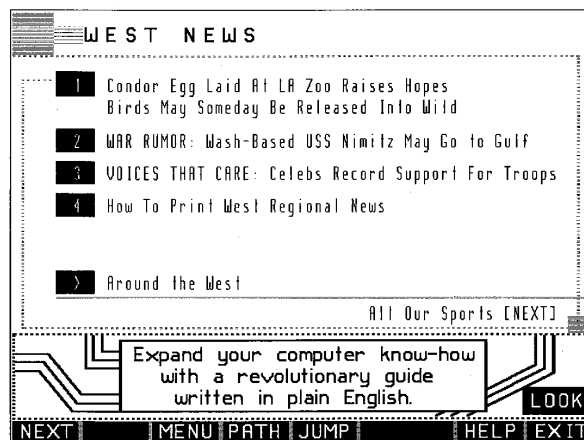 WEST NEWS
1 Condor Egg Laid At LA Zoo Raises Hopes
Birds May Someday Be Released Into Wild
2 WAR RUMOR: Wash-Based USS Nimitz May Go to Gulf
3 VOICES THAT CARE: Celebs Record Support For Troops
4 How To Print West Regional News
> Around the West
All Our Sports [NEXT]
Expand your computer know-how
with a revolutionary guide
written in plain English.
LOOK
NEXT MENU PATH JUMP HELP EXIT